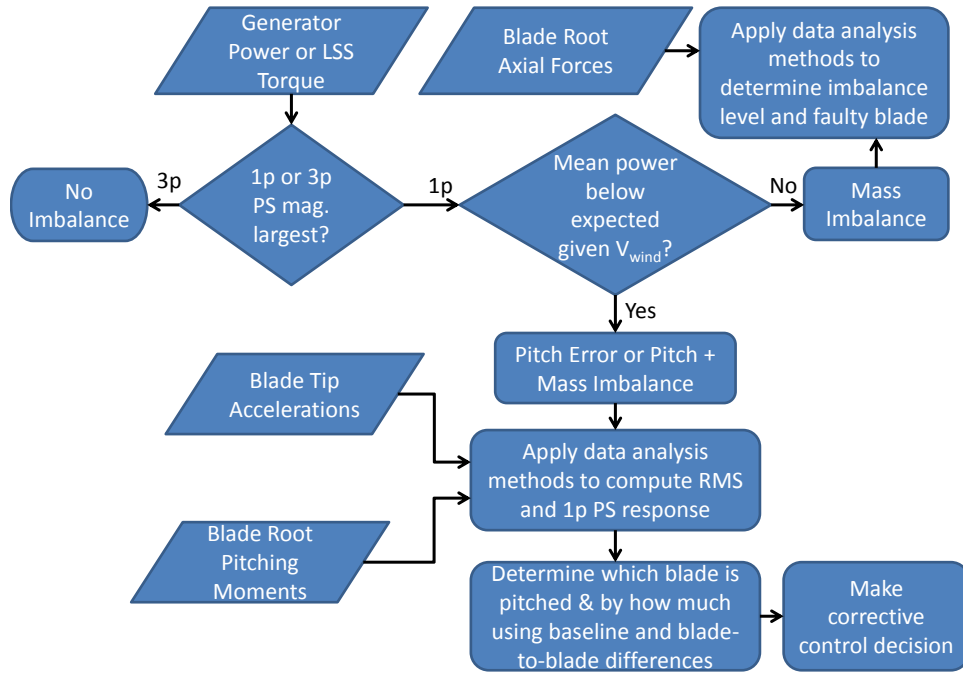 Generator
Power or LSS
Torque
Blade Root
Axial Forces
Apply data analysis
methods to
determine imbalance
level and faulty blade
No
Imbalance
3p
1p or 3p
PS mag.
largest?
1p
Mean power
below
expected
given Vwind?
No
Mass
Imbalance
Yes
Pitch Error or Pitch +
Mass Imbalance
Blade Tip
Accelerations
Apply data analysis
methods to compute RMS
and 1p PS response
Blade Root
Pitching
Moments
Determine which blade is
pitched & by how much
using baseline and blade-
to-blade differences
Make
corrective
control decision